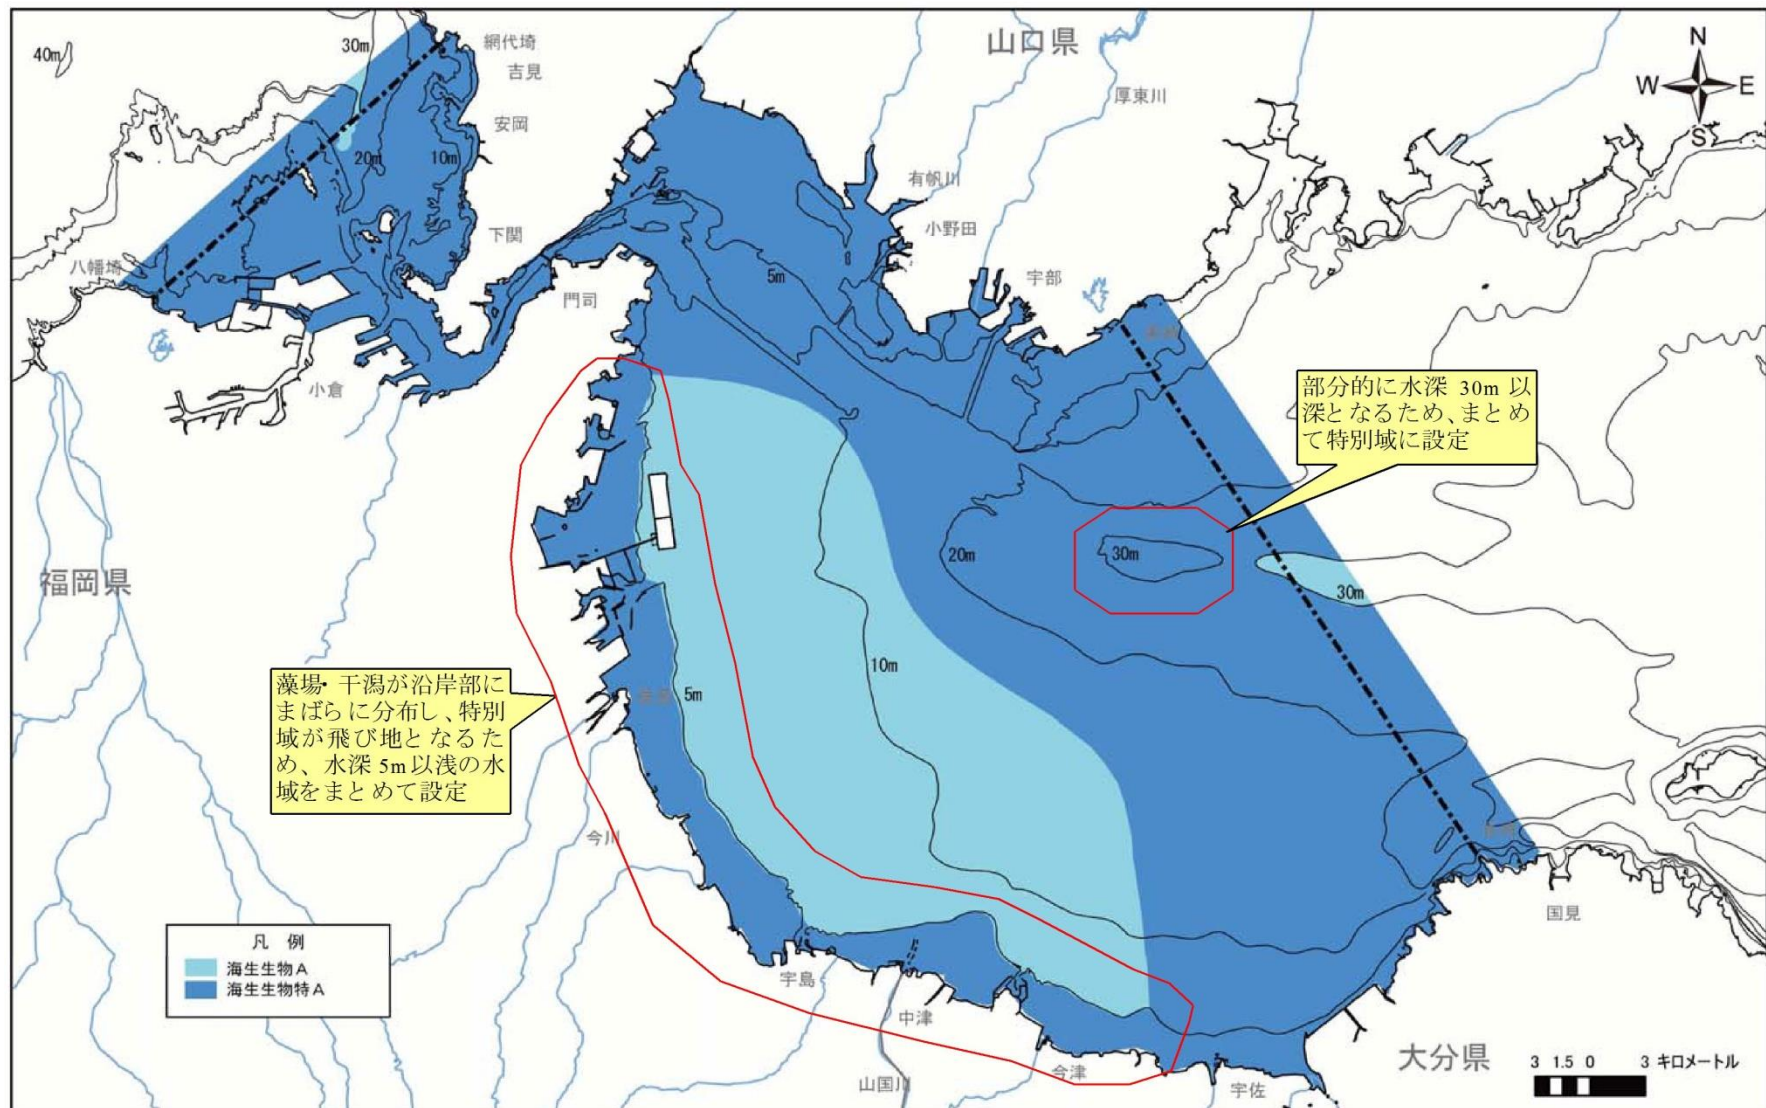 40m
30m
網代埼
吉見
山口県
厚東川
安岡
20m
10m
有帆川
小野田
下関
八幡埼
門司
5m
宇部
小倉
N
W
E
S
部分的に水深 30m 以
深となるため、まとめ
て特別域に設定
20m
30m
30m
福岡県
藻場・干潟が沿岸部に
まばらに分布し、特別
域が飛び地となるた
め、水深 5m以浅の水
域をまとめて設定
5m
10m
今川
国見
凡 例
海生生物A
海生生物特A
宇島
中津
山国川
今津
宇佐
大分県
3 1.5 0 3 キロメートル